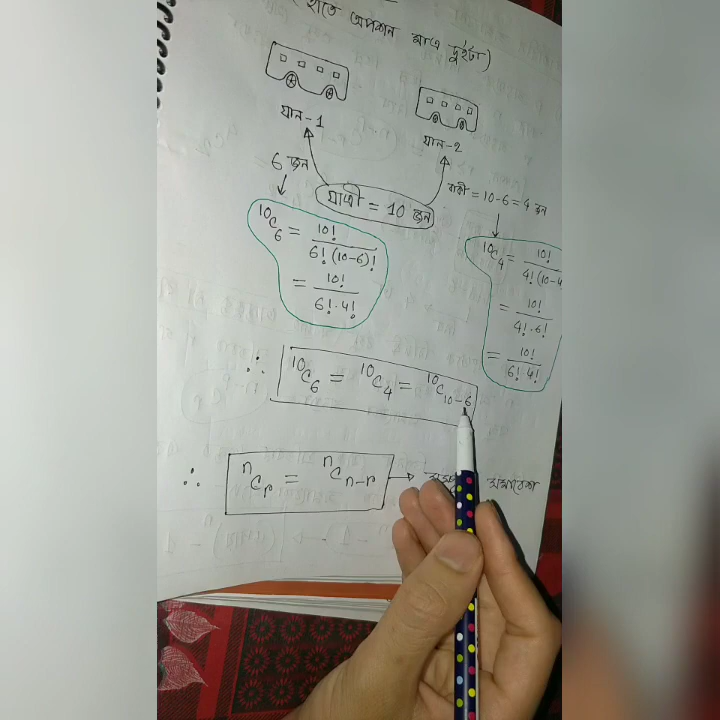 হাতে অপশন মাত্র দুইটা)
যান-1
যান-2
6 জন
যাত্রী = 10 জন
বাকী = 10-6 = 4 জন
¹⁰C₆ = 10! / 6!(10-6)!
= 10! / 6!·4!
¹⁰C₄ = 10! / 4!(10-4
= 10! / 4!·6!
= 10! / 6!·4!
∴ ¹⁰C₆ = ¹⁰C₄ = ¹⁰C₁₀₋₆
∴ ⁿCᵣ = ⁿCₙ₋ᵣ → সমাবেশ